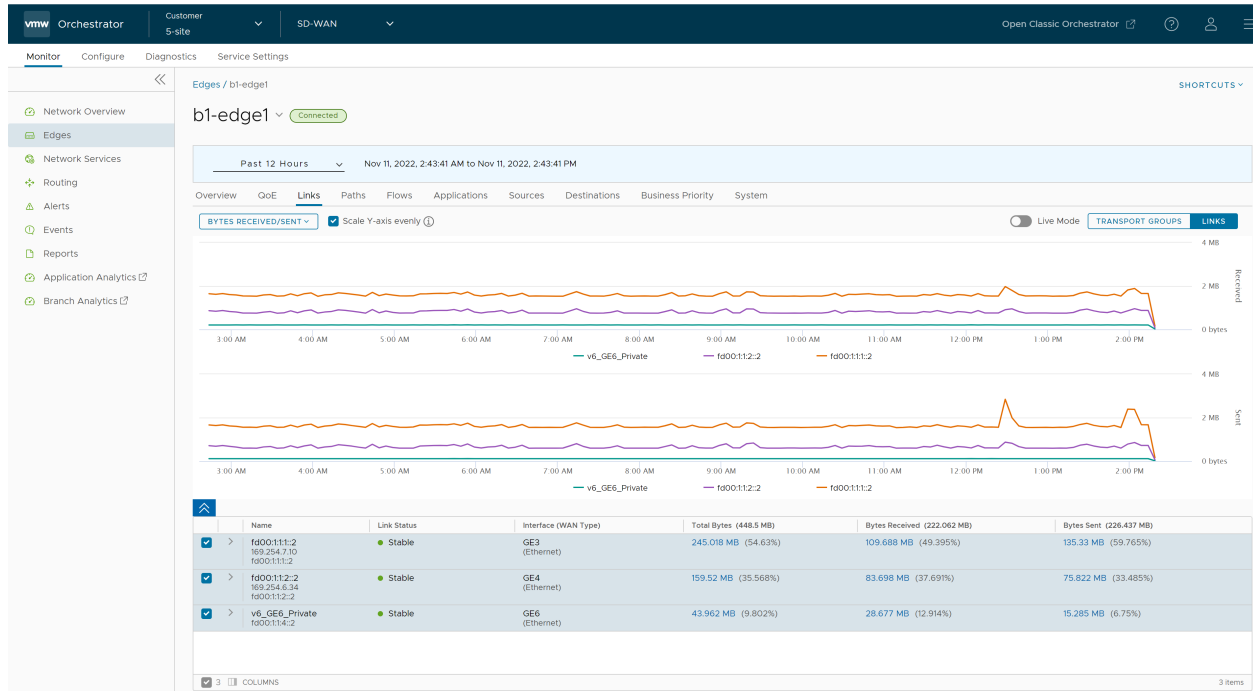 vmw Orchestrator
Customer
5-site
SD-WAN
Open Classic Orchestrator
Monitor Configure Diagnostics Service Settings
Network Overview
Edges
Network Services
Routing
Alerts
Events
Reports
Application Analytics
Branch Analytics
Edges / b1-edge1
SHORTCUTS
b1-edge1 Connected
Past 12 Hours Nov 11, 2022, 2:43:41 AM to Nov 11, 2022, 2:43:41 PM
Overview QoE Links Paths Flows Applications Sources Destinations Business Priority System
BYTES RECEIVED/SENT Scale Y-axis evenly Live Mode TRANSPORT GROUPS LINKS
4 MB
2 MB
0 bytes
Received
3:00 AM 4:00 AM 5:00 AM 6:00 AM 7:00 AM 8:00 AM 9:00 AM 10:00 AM 11:00 AM 12:00 PM 1:00 PM 2:00 PM
v6_GE6_Private fd00:1:1:2::2 fd00:1:1:1::2
4 MB
2 MB
0 bytes
Sent
3:00 AM 4:00 AM 5:00 AM 6:00 AM 7:00 AM 8:00 AM 9:00 AM 10:00 AM 11:00 AM 12:00 PM 1:00 PM 2:00 PM
v6_GE6_Private fd00:1:1:2::2 fd00:1:1:1::2
Name Link Status Interface (WAN Type) Total Bytes (448.5 MB) Bytes Received (222.062 MB) Bytes Sent (226.437 MB)
fd00:1:1:1::2 Stable GE3 245.018 MB (54.63%) 109.688 MB (49.395%) 135.33 MB (59.765%)
169.254.7.10 (Ethernet)
fd00:1:1:1::2
fd00:1:1:2::2 Stable GE4 159.52 MB (35.568%) 83.698 MB (37.691%) 75.822 MB (33.485%)
169.254.6.34 (Ethernet)
fd00:1:1:2::2
v6_GE6_Private Stable GE6 43.962 MB (9.802%) 28.677 MB (12.914%) 15.285 MB (6.75%)
fd00:1:1:4::2 (Ethernet)
3 COLUMNS 3 items